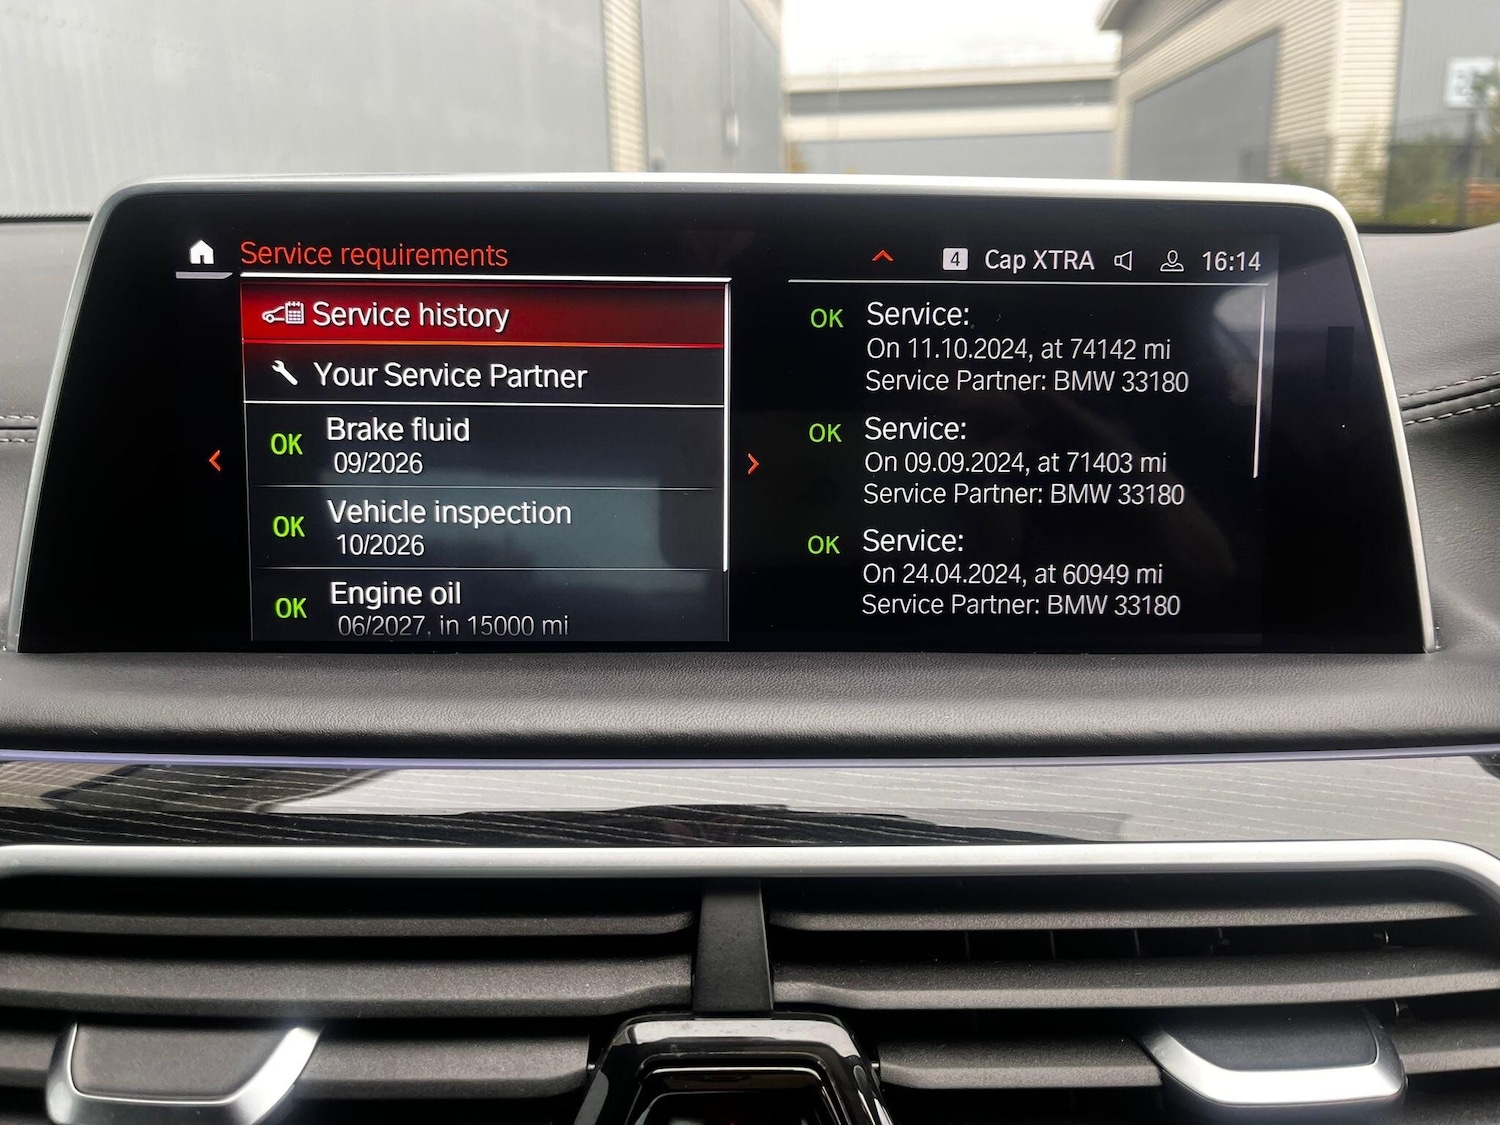 Service requirements
4 Cap XTRA 16:14
Service history
Your Service Partner
OK Brake fluid
09/2026
OK Vehicle inspection
10/2026
OK Engine oil
06/2027, in 15000 mi
OK Service:
On 11.10.2024, at 74142 mi
Service Partner: BMW 33180
OK Service:
On 09.09.2024, at 71403 mi
Service Partner: BMW 33180
OK Service:
On 24.04.2024, at 60949 mi
Service Partner: BMW 33180